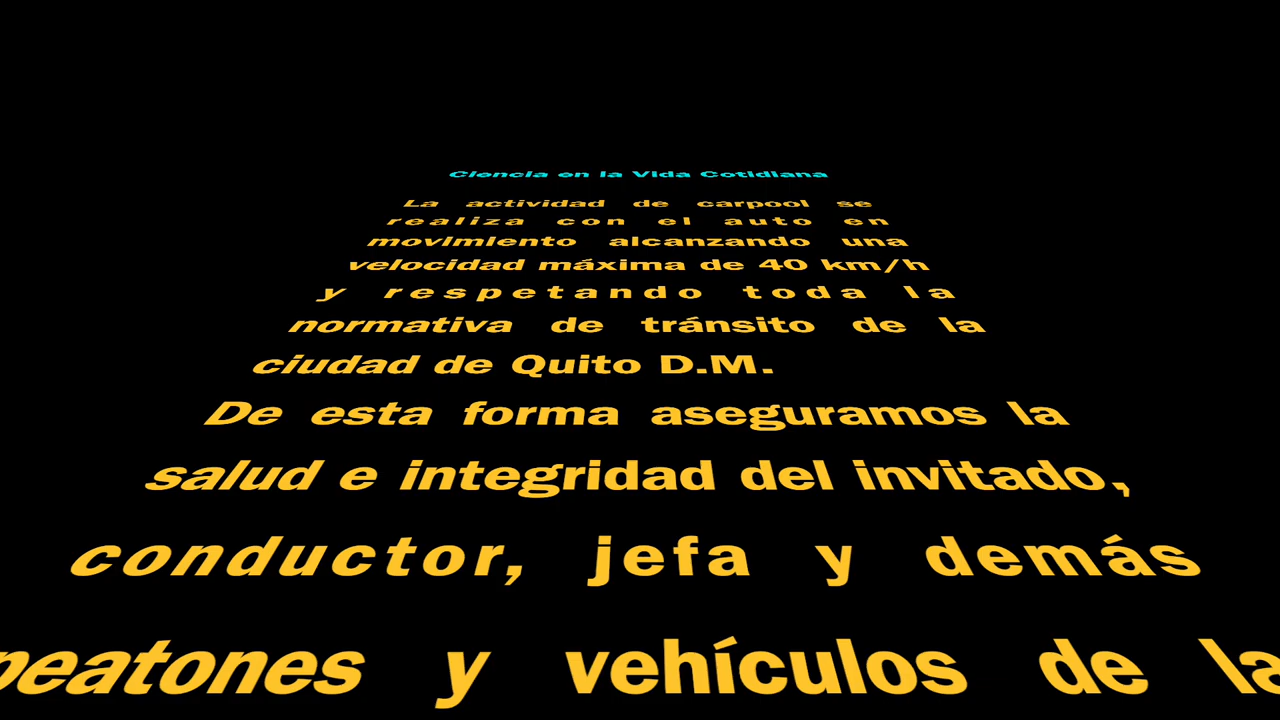 Ciencia en la Vida Cotidiana
La actividad de carpool se
realiza con el auto en
movimiento alcanzando una
velocidad máxima de 40 km/h
y respetando toda la
normativa de tránsito de la
ciudad de Quito D.M.
De esta forma aseguramos la
salud e integridad del invitado,
conductor, jefa y demás
peatones y vehículos de la